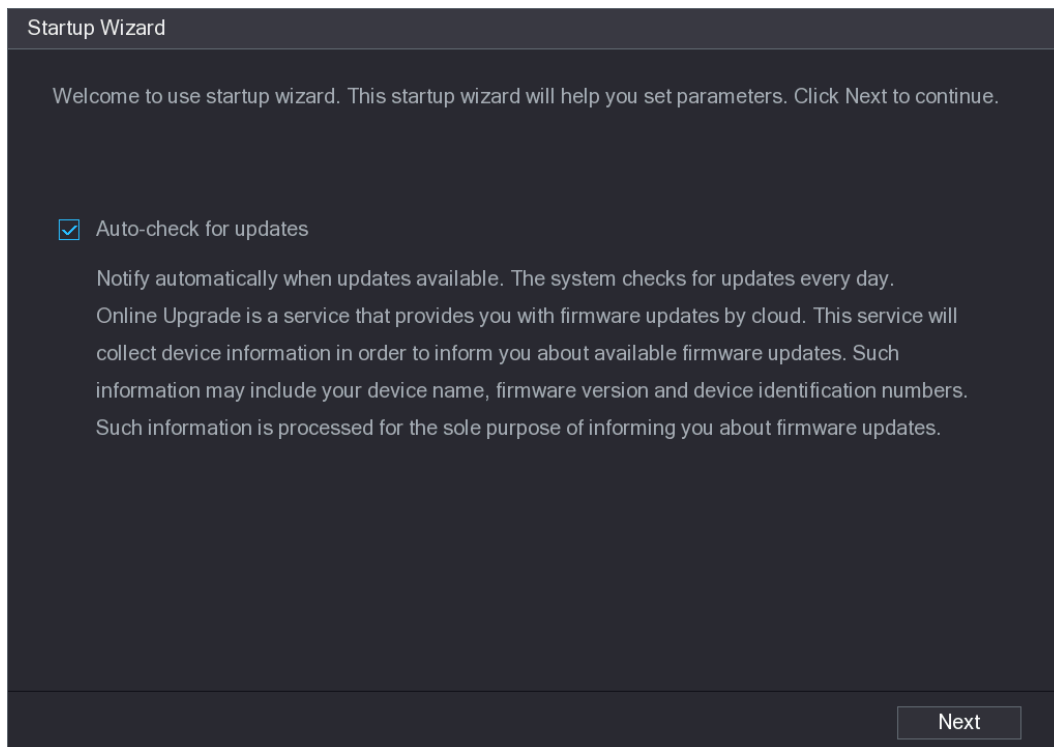 Startup Wizard
Welcome to use startup wizard. This startup wizard will help you set parameters. Click Next to continue.
Auto-check for updates
Notify automatically when updates available. The system checks for updates every day.
Online Upgrade is a service that provides you with firmware updates by cloud. This service will
collect device information in order to inform you about available firmware updates. Such
information may include your device name, firmware version and device identification numbers.
Such information is processed for the sole purpose of informing you about firmware updates.
Next